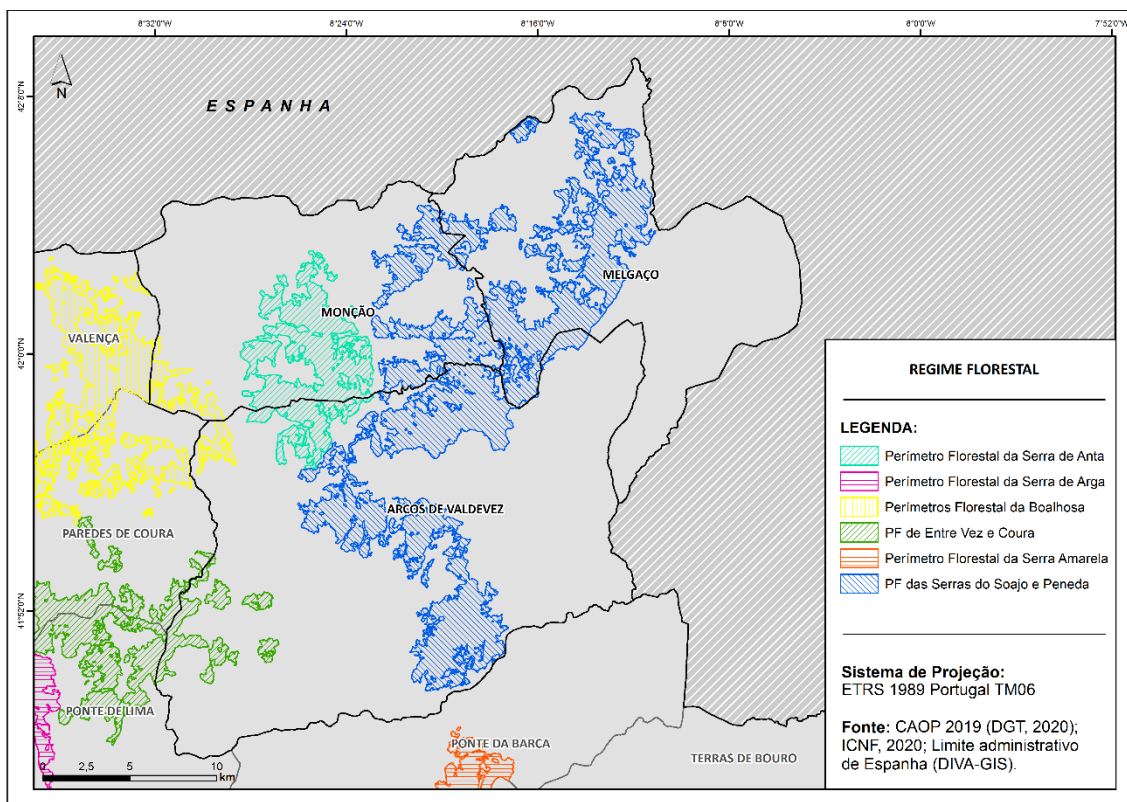 8°32'0"W
8°24'0"W
8°16'0"W
8°8'0"W
8°0'0"W
7°52'0"W
42°8'0"N
42°0'0"N
41°52'0"N
N
ESPANHA
MELGAÇO
MONÇÃO
VALENÇA
ARCOS DE VALDEVEZ
PAREDES DE COURA
PONTE DE LIMA
PONTE DA BARCA
TERRAS DE BOURO
0 2,5 5 10
km
REGIME FLORESTAL
LEGENDA:
Perímetro Florestal da Serra de Anta
Perímetro Florestal da Serra de Arga
Perímetros Florestal da Boalhosa
PF de Entre Vez e Coura
Perímetro Florestal da Serra Amarela
PF das Serras do Soajo e Peneda
Sistema de Projeção:
ETRS 1989 Portugal TM06
Fonte: CAOP 2019 (DGT, 2020);
ICNF, 2020; Limite administrativo
de Espanha (DIVA-GIS).